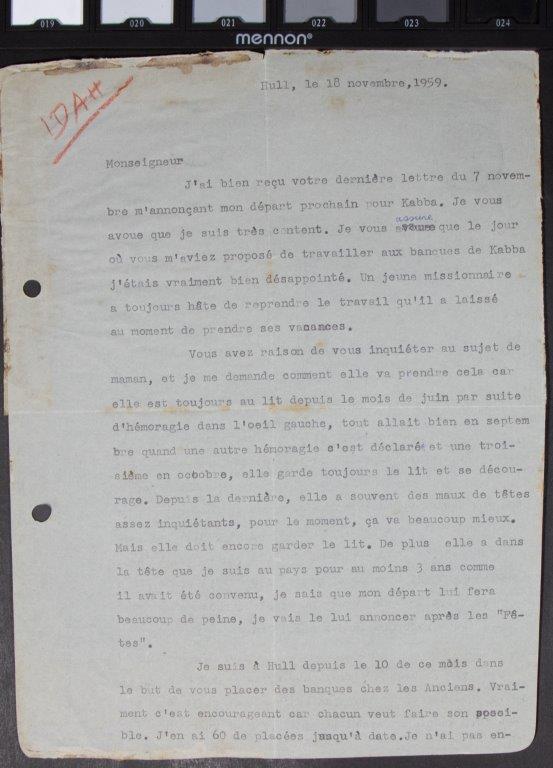 019 020 021 022 023 024
mennon®
IDAH
Hull, le 18 novembre,1959.
Monseigneur
J'ai bien reçu votre dernière lettre du 7 novem-
bre m'annonçant mon départ prochain pour Kabba. Je vous
avoue que je suis très content. Je vous assure que le jour
où vous m'aviez proposé de travailler aux banques de Kabba
j'étais vraiment bien désappointé. Un jeune missionnaire
a toujours hâte de reprendre le travail qu'il a laissé
au moment de prendre ses vacances.
Vous avez raison de vous inquiéter au sujet de
maman, et je me demande comment elle va prendre cela car
elle est toujours au lit depuis le mois de juin par suite
d'hémoragie dans l'oeil gauche, tout allait bien en septem
bre quand une autre hémoragie c'est déclaré et une troi-
sième en octobre, elle garde toujours le lit et se décou-
rage. Depuis la dernière, elle a souvent des maux de têtes
assez inquiétants, pour le moment, ça va beaucoup mieux.
Mais elle doit encore garder le lit. De plus elle a dans
la tête que je suis au pays pour au moins 3 ans comme
il avait été convenu, je sais que mon départ lui fera
beaucoup de peine, je vais le lui annoncer après les "Fê-
tes".
Je suis à Hull depuis le 10 de ce mois dans
le but de vous placer des banques chez les Anciens. Vrai-
ment c'est encourageant car chacun veut faire son possi-
ble. J'en ai 60 de placées jusqu'à date.Je n'ai pas en-